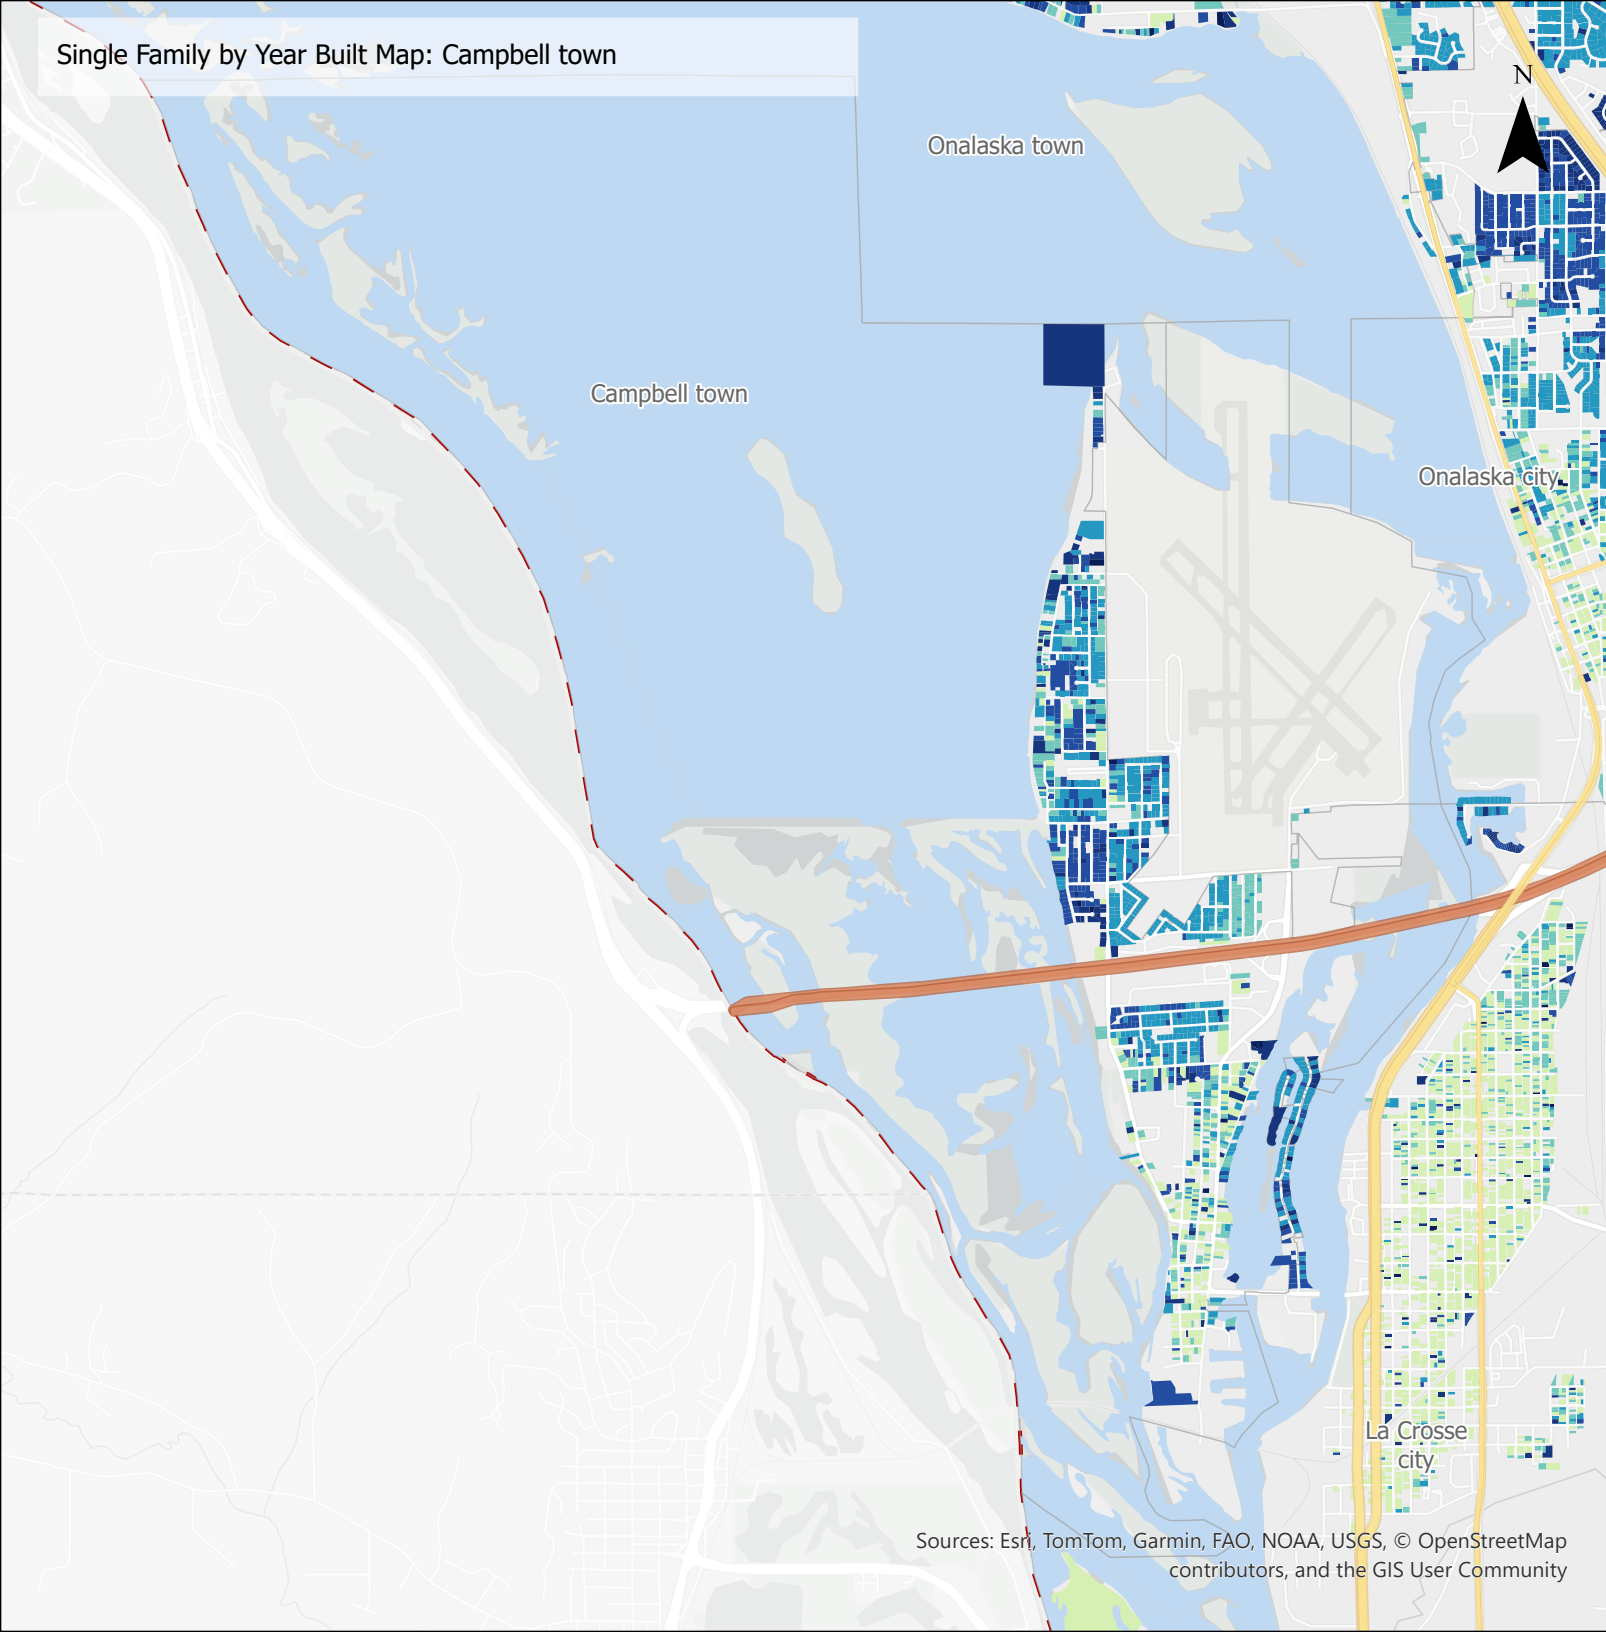 Single Family by Year Built Map: Campbell town
N
Onalaska town
Campbell town
Onalaska city
La Crosse
city
Sources: Esri, TomTom, Garmin, FAO, NOAA, USGS, © OpenStreetMap
contributors, and the GIS User Community